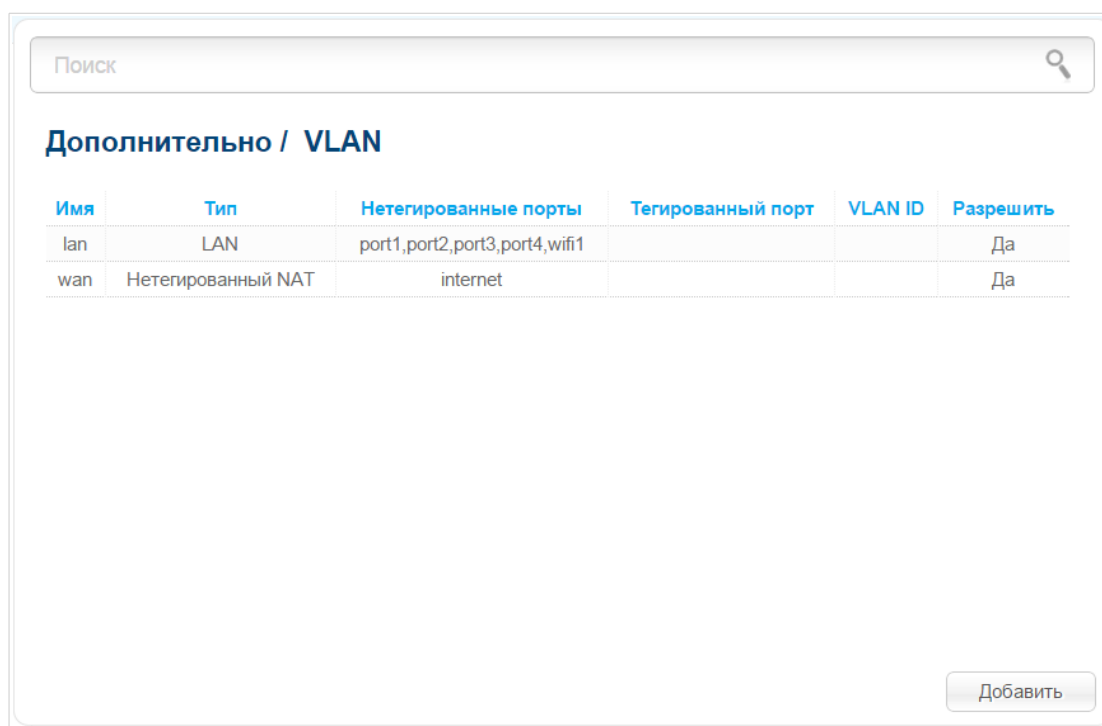 Поиск
Дополнительно / VLAN
Имя Тип Нетегированные порты Тегированный порт VLAN ID Разрешить
lan LAN port1,port2,port3,port4,wifi1 Да
wan Нетегированный NAT internet Да
Добавить